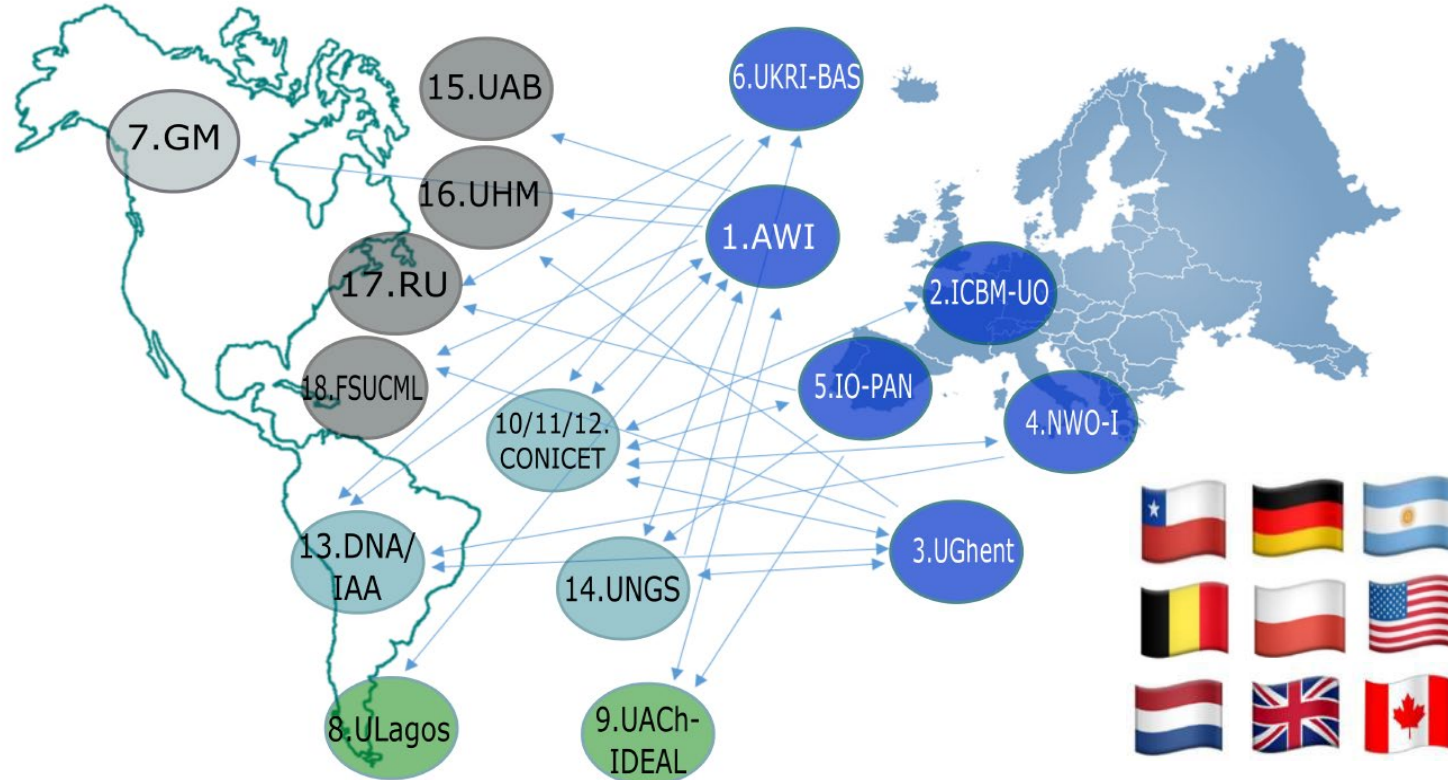 6.UKRI-BAS
15.UAB
7.GM
16.UHM
1.AWI
17.RU
2.ICBM-UO
18.FSUCML
5.IO-PAN
4.NWO-I
10/11/12.
CONICET
13.DNA/
IAA
14.UNGS
3.UGhent
8.ULagos
9.UACh-
IDEAL